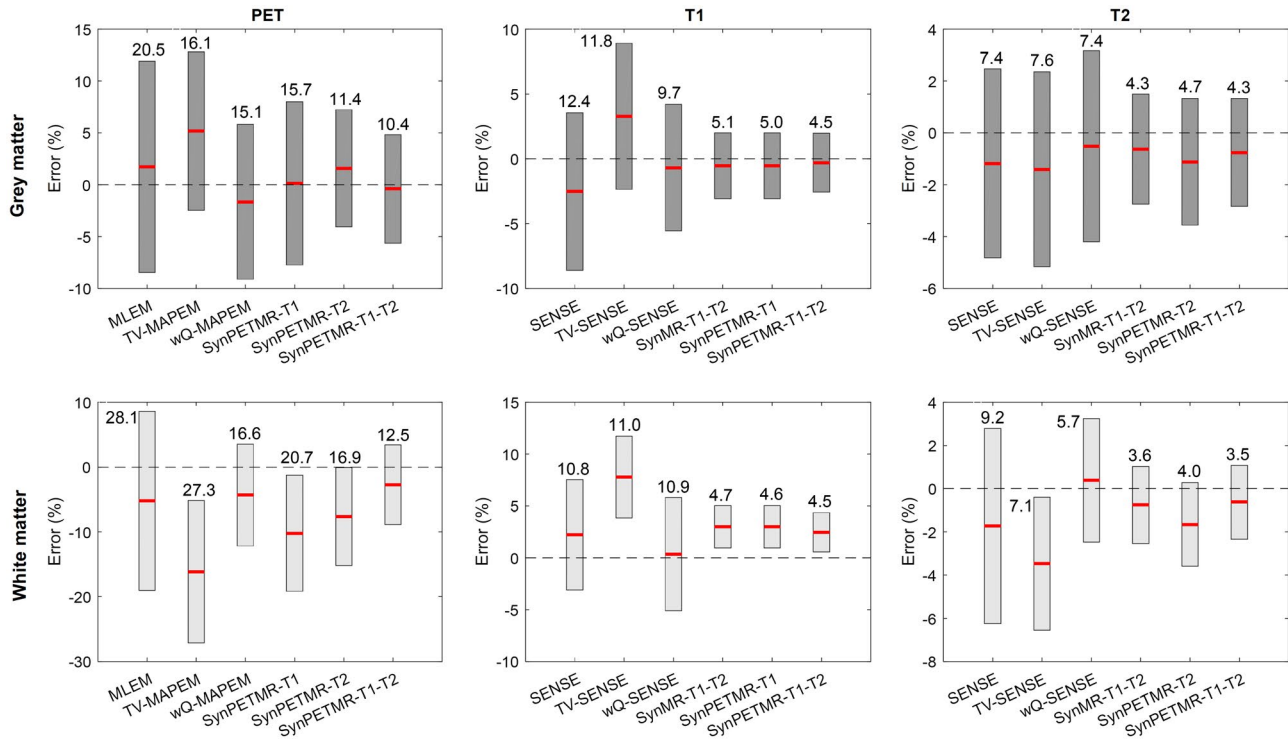 PET
T1
T2
Grey matter
Error (%)
15
10
5
0
-5
-10
20.5
16.1
15.1
15.7
11.4
10.4
MLEM
TV-MAPEM
wQ-MAPEM
SynPETMR-T1
SynPETMR-T2
SynPETMR-T1-T2
Error (%)
10
5
0
-5
-10
12.4
11.8
9.7
5.1
5.0
4.5
SENSE
TV-SENSE
wQ-SENSE
SynMR-T1-T2
SynPETMR-T1
SynPETMR-T1-T2
Error (%)
4
2
0
-2
-4
-6
7.4
7.6
7.4
4.3
4.7
4.3
SENSE
TV-SENSE
wQ-SENSE
SynMR-T1-T2
SynPETMR-T2
SynPETMR-T1-T2
White matter
Error (%)
10
0
-10
-20
-30
28.1
27.3
16.6
20.7
16.9
12.5
MLEM
TV-MAPEM
wQ-MAPEM
SynPETMR-T1
SynPETMR-T2
SynPETMR-T1-T2
Error (%)
15
10
5
0
-5
-10
10.8
11.0
10.9
4.7
4.6
4.5
SENSE
TV-SENSE
wQ-SENSE
SynMR-T1-T2
SynPETMR-T1
SynPETMR-T1-T2
Error (%)
4
2
0
-2
-4
-6
-8
9.2
7.1
5.7
3.6
4.0
3.5
SENSE
TV-SENSE
wQ-SENSE
SynMR-T1-T2
SynPETMR-T2
SynPETMR-T1-T2